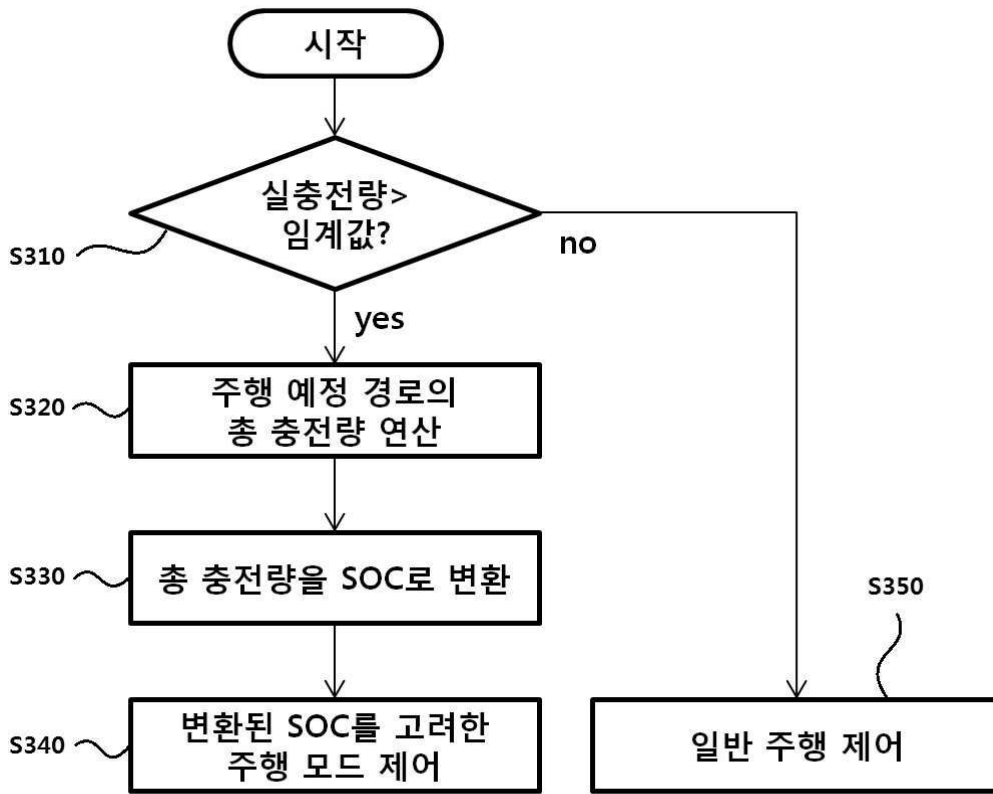 시작
실충전량>
임계값?
S310
no
yes
주행 예정 경로의
총 충전량 연산
S320
총 충전량을 SOC로 변환
S330
S350
변환된 SOC를 고려한
주행 모드 제어
S340
일반 주행 제어